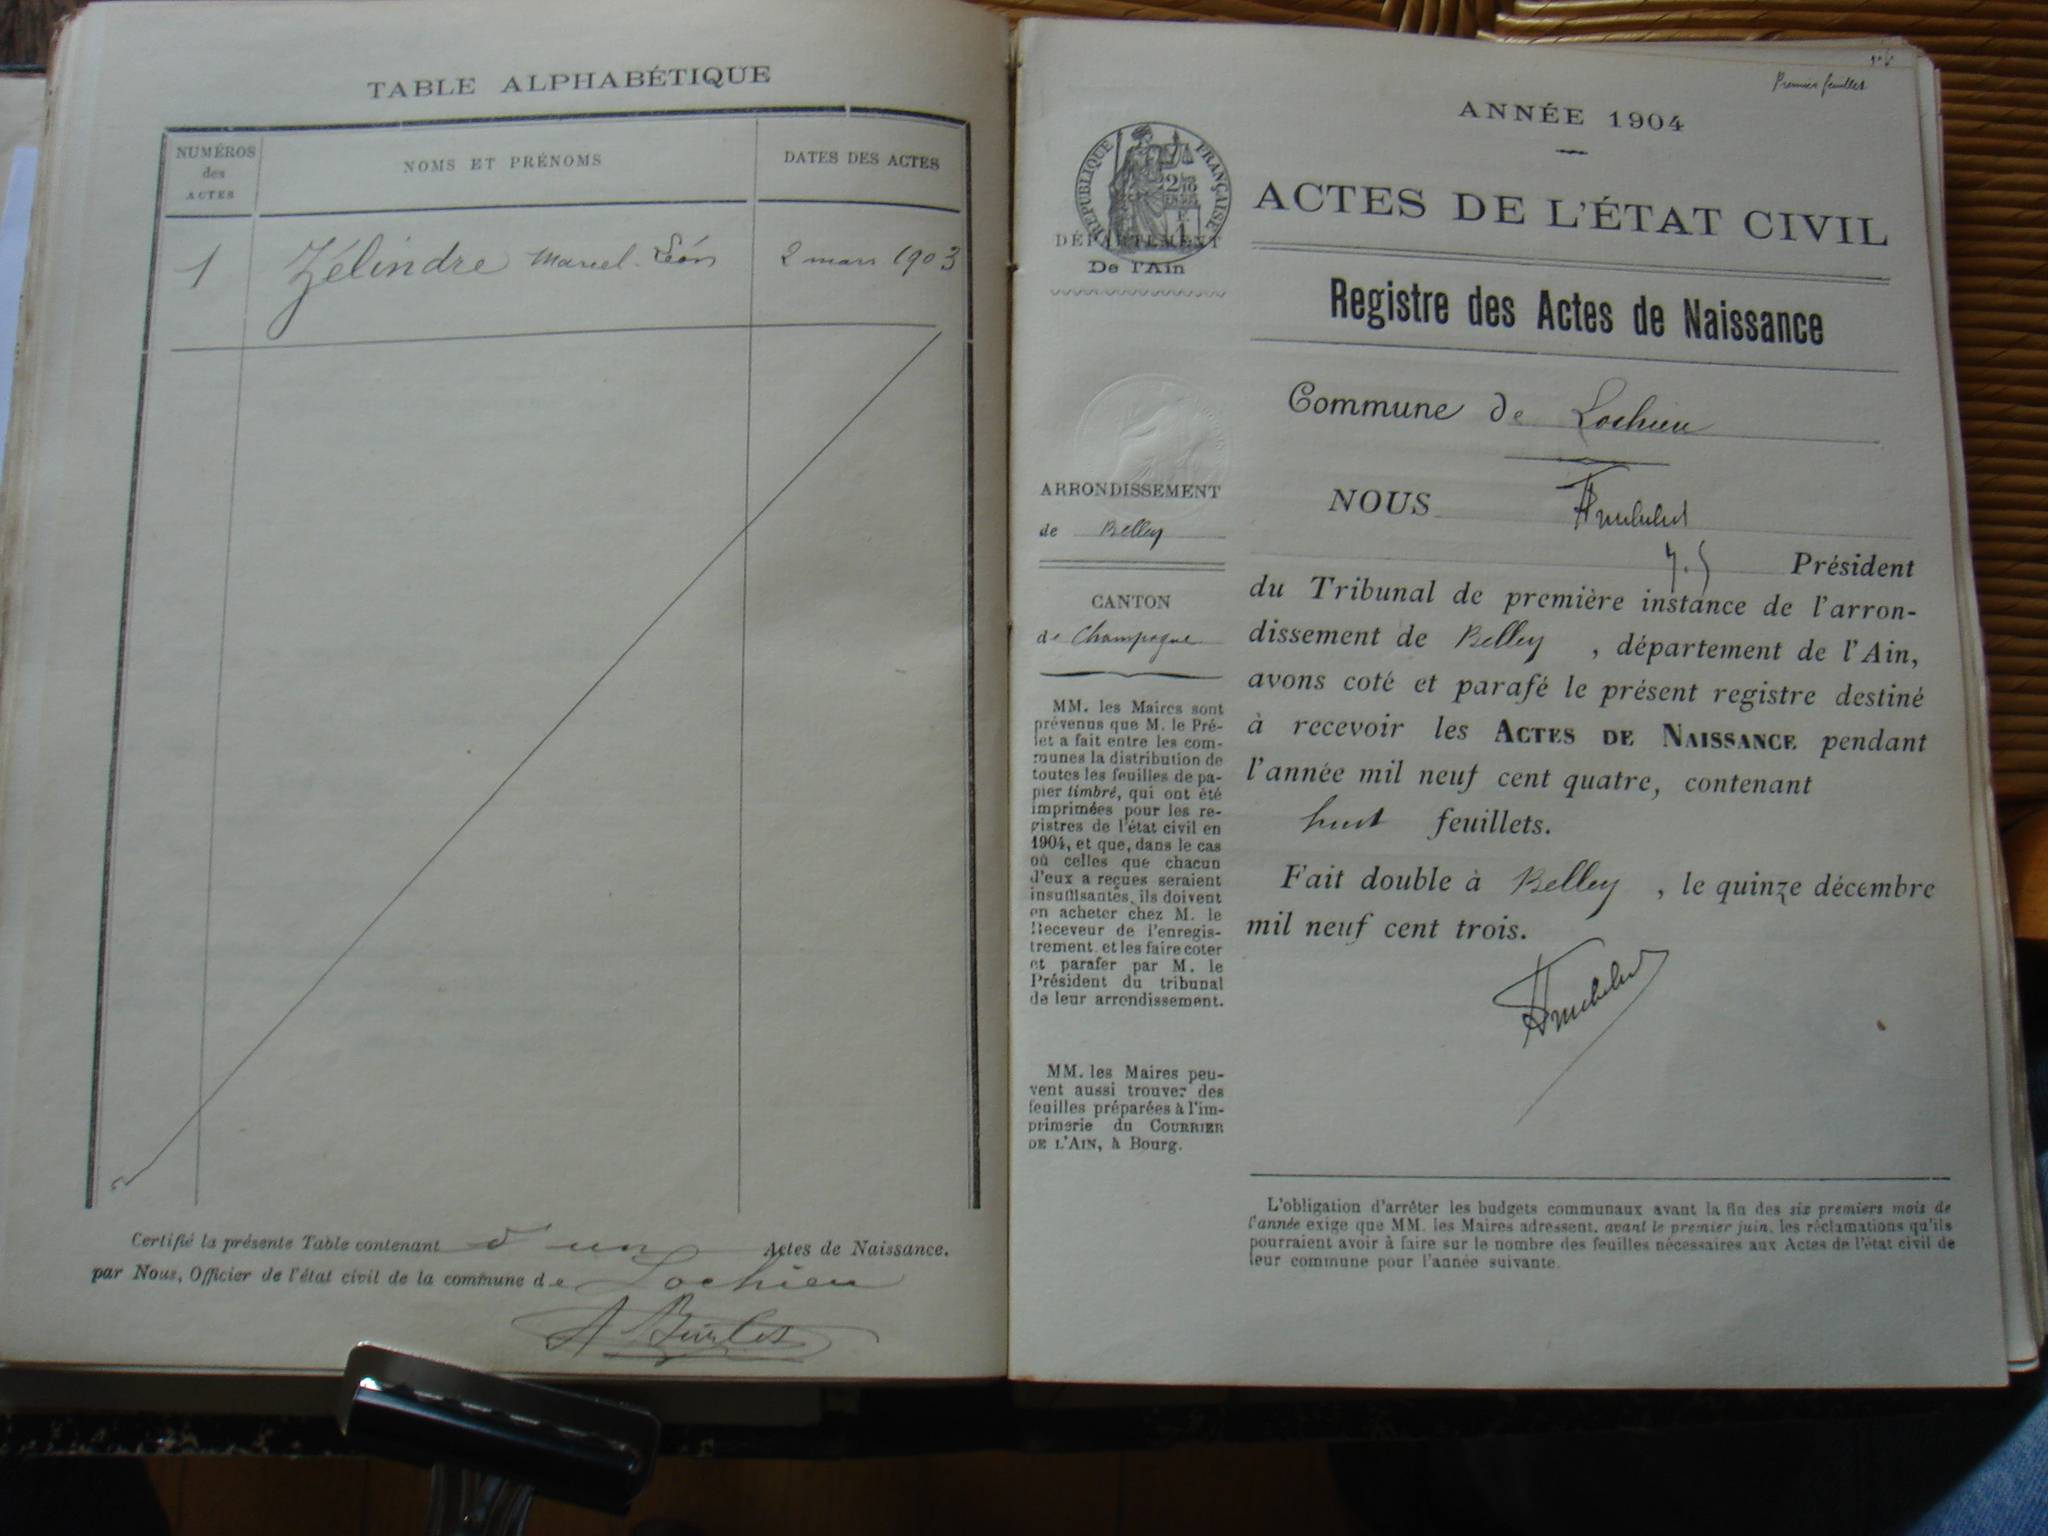 TABLE ALPHABÉTIQUE
NUMÉROS
des
ACTES
NOMS ET PRÉNOMS
DATES DES ACTES
1 Zélindre Marcel-Léon 2 mars 1903
Certifié la présente Table contenant d'un Actes de Naissance.
par Nous, Officier de l'état civil de la commune de Lochieu
Premier feuillet
ANNÉE 1904
RÉPUBLIQUE FRANÇAISE
ACTES DE L'ÉTAT CIVIL
DÉPARTEMENT
De l'Ain
Registre des Actes de Naissance
Commune de Lochieu
ARRONDISSEMENT
de Belley
CANTON
de Champagne
MM. les Maires sont
prévenus que M. le Pré-
fet a fait entre les com-
munes la distribution de
toutes les feuilles de pa-
pier timbré, qui ont été
imprimées pour les re-
gistres de l'état civil en
1904, et que, dans le cas
où celles que chacun
d'eux a reçues seraient
insuffisantes, ils doivent
en acheter chez M. le
Receveur de l'enregis-
trement et les faire coter
et parafer par M. le
Président du tribunal
de leur arrondissement.
MM. les Maires peu-
vent aussi trouver des
feuilles préparées à l'im-
primerie du COURRIER
DE L'AIN, à Bourg.
NOUS
Président
du Tribunal de première instance de l'arron-
dissement de Belley, département de l'Ain,
avons coté et parafé le présent registre destiné
à recevoir les ACTES DE NAISSANCE pendant
l'année mil neuf cent quatre, contenant
huit feuillets.
Fait double à Belley, le quinze décembre
mil neuf cent trois.
L'obligation d'arrêter les budgets communaux avant la fin des six premiers mois de
l'année exige que MM. les Maires adressent, avant le premier juin, les réclamations qu'ils
pourraient avoir à faire sur le nombre des feuilles nécessaires aux Actes de l'état civil de
leur commune pour l'année suivante.